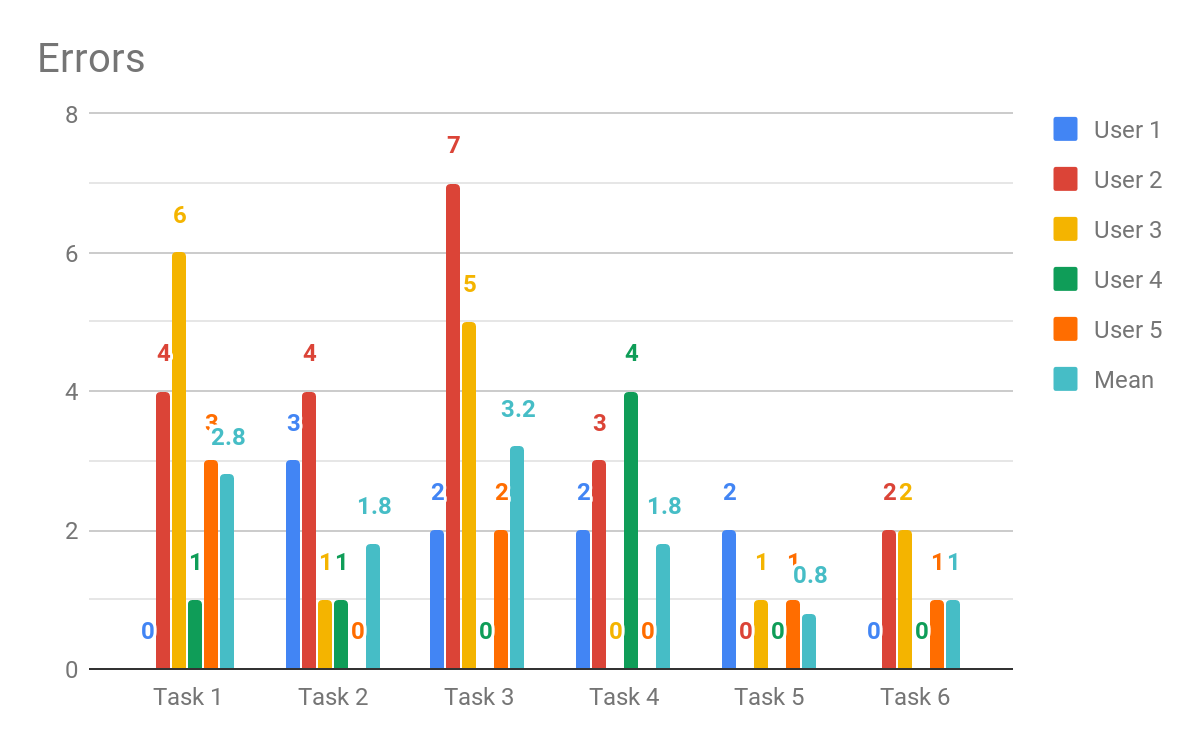 Errors
8
6
4
2
0
0 4 6 1 3 2.8
3 4 1 1 0 1.8
2 7 5 0 2 3.2
2 3 0 4 0 1.8
2 0 1 0 1 0.8
0 2 2 0 1 1
Task 1 Task 2 Task 3 Task 4 Task 5 Task 6
User 1
User 2
User 3
User 4
User 5
Mean